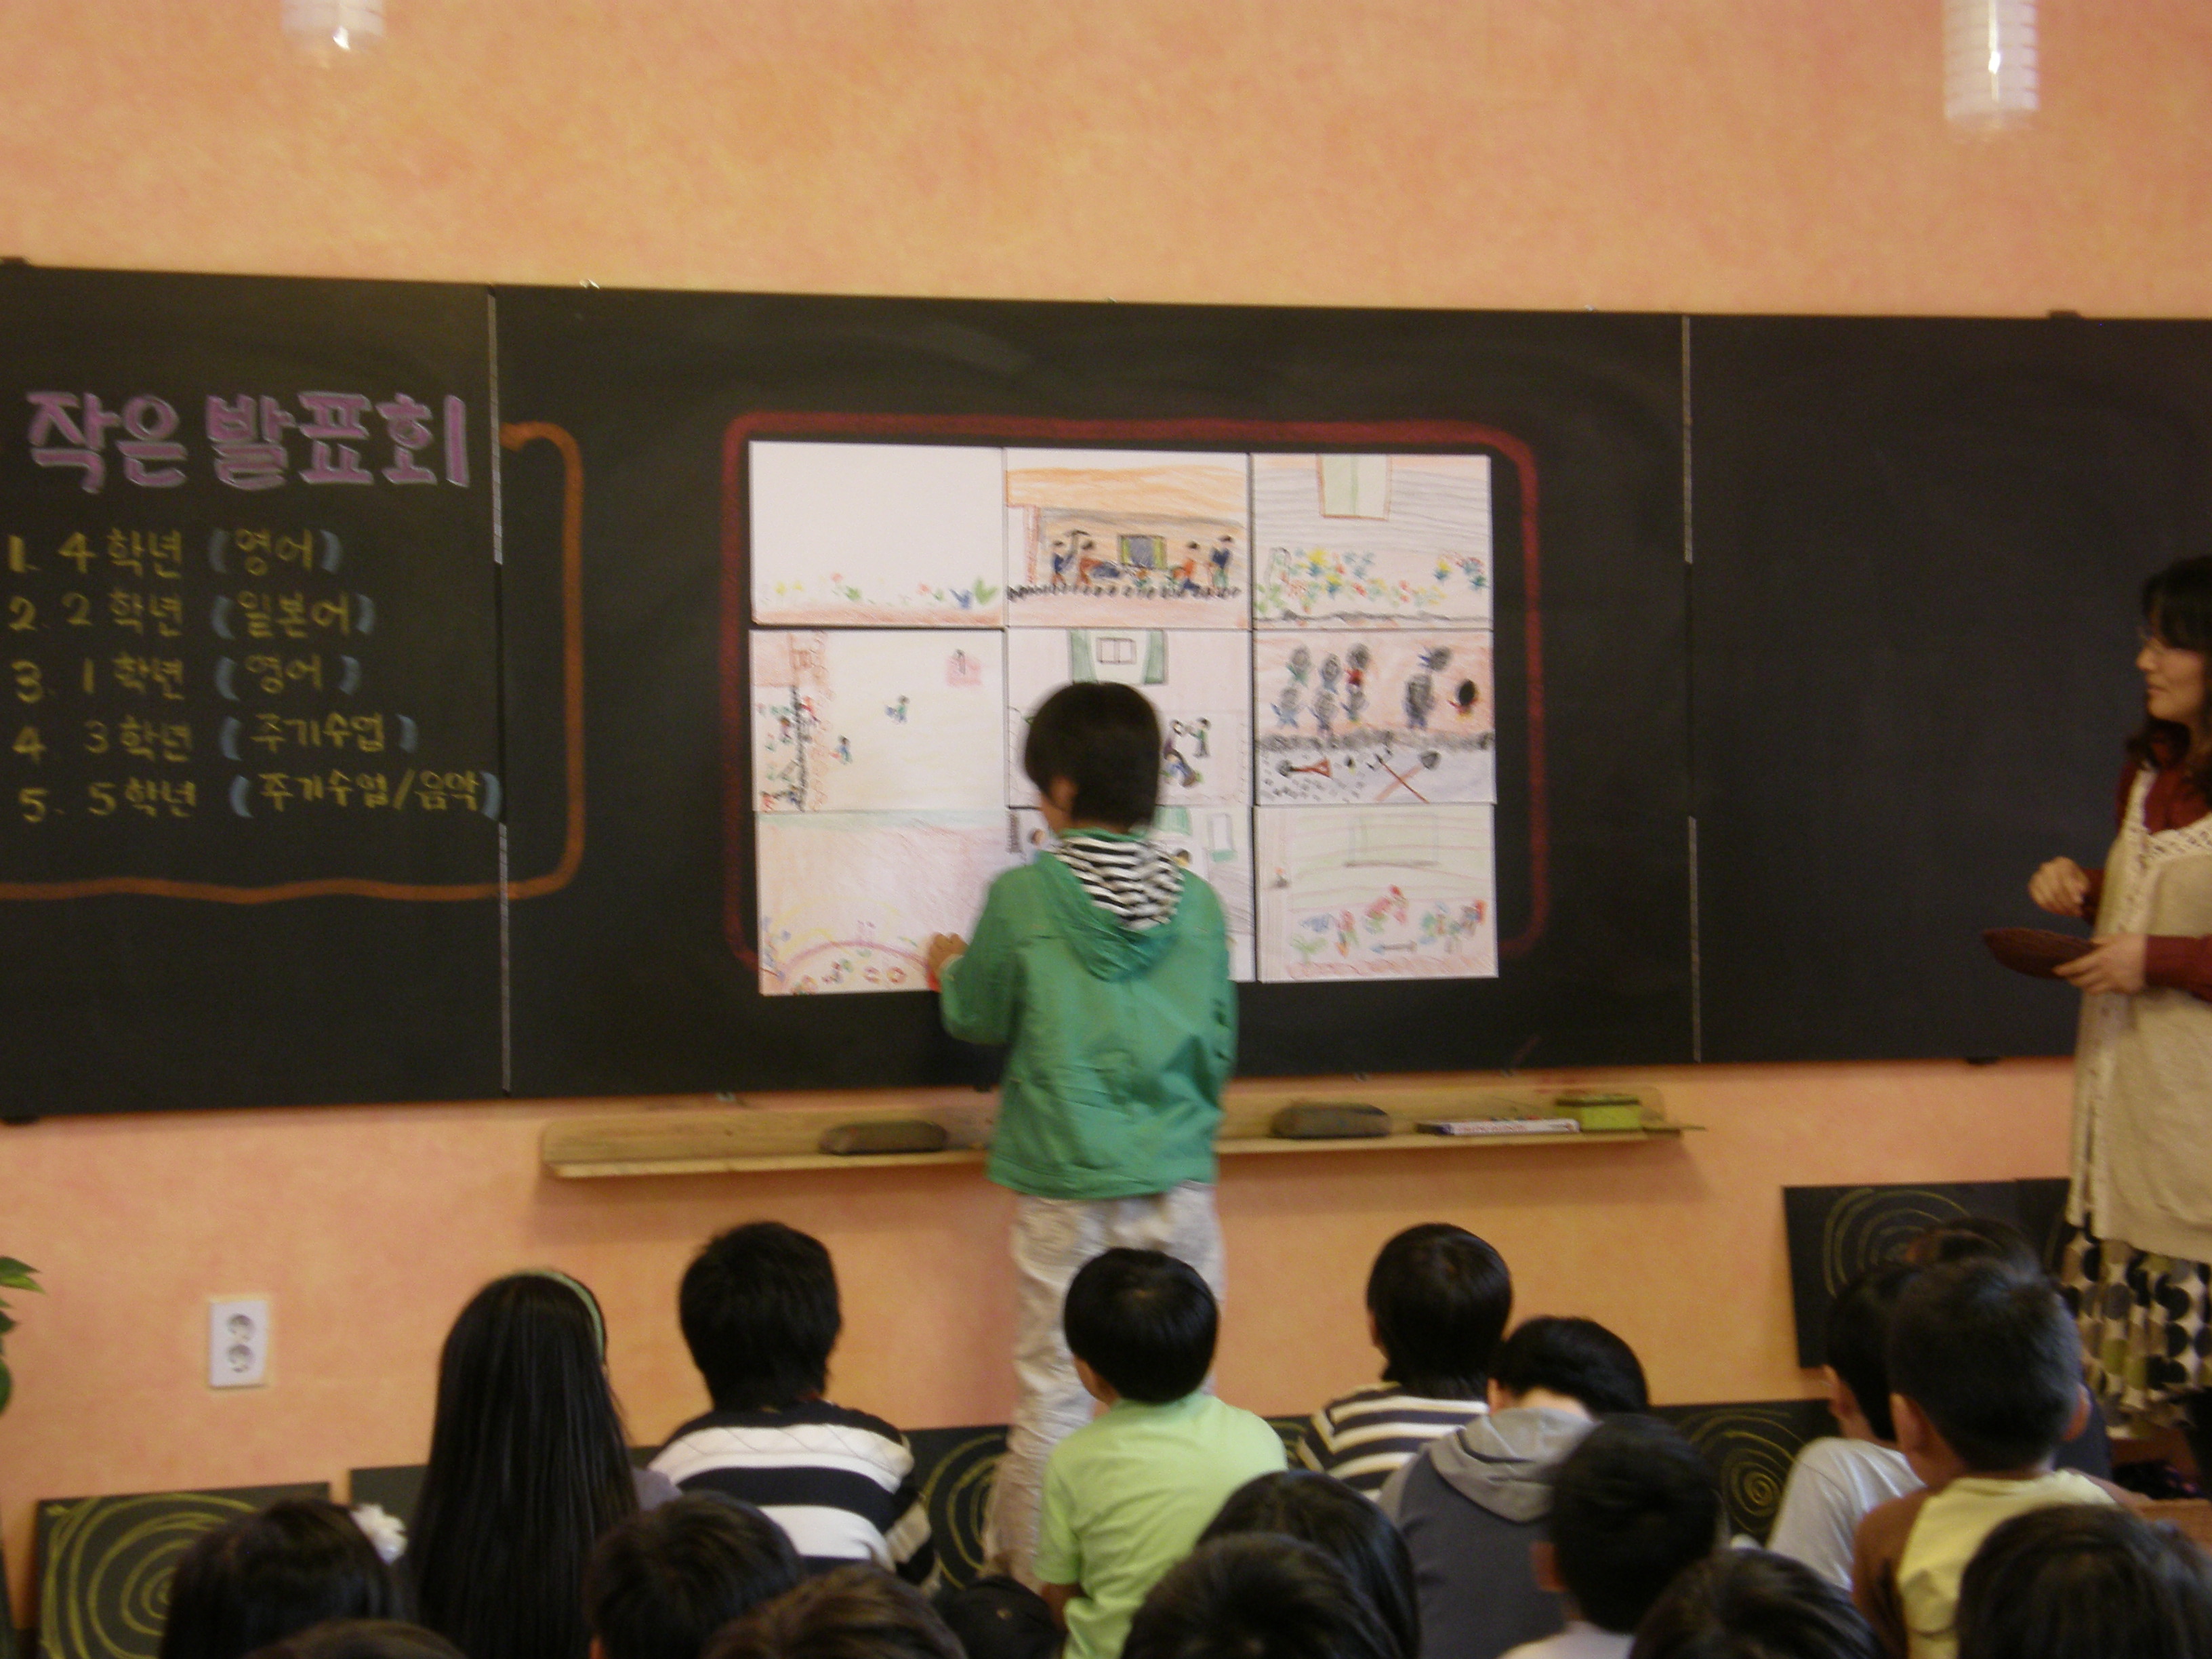 작은 발표회
1. 4학년 (영어)
2. 2학년 (일본어)
3. 1학년 (영어)
4. 3학년 (주기수업)
5. 5학년 (주기수업/음악)